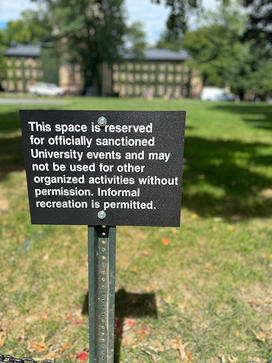 This space is reserved
for officially sanctioned
University events and may
not be used for other
organized activities without
permission. Informal
recreation is permitted.